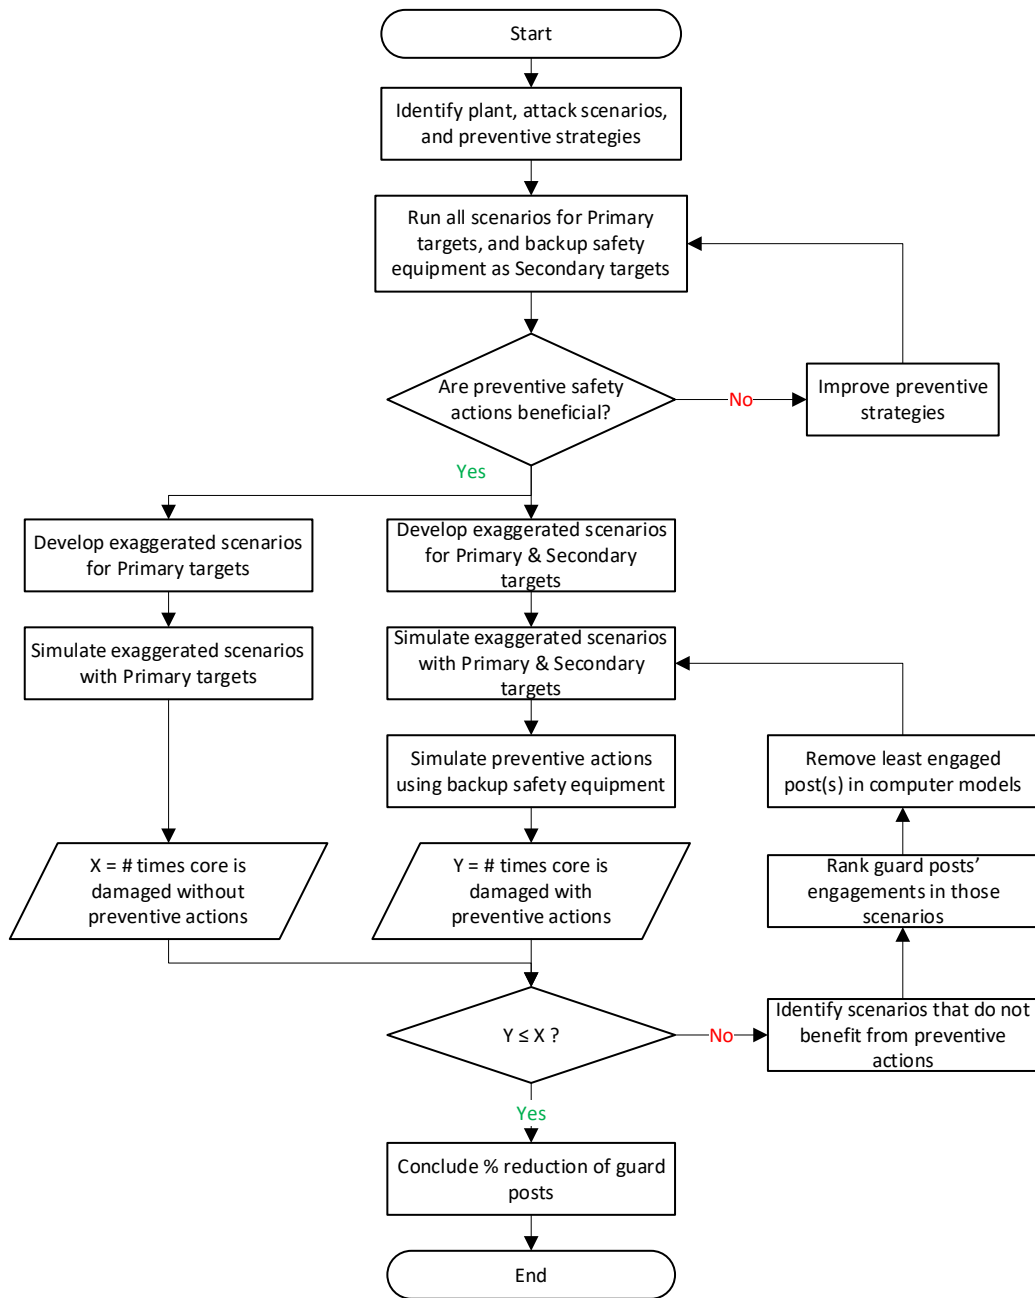 Start
Identify plant, attack scenarios,
and preventive strategies
Run all scenarios for Primary
targets, and backup safety
equipment as Secondary targets
Are preventive safety
actions beneficial?
No
Improve preventive
strategies
Yes
Develop exaggerated scenarios
for Primary targets
Develop exaggerated scenarios
for Primary & Secondary
targets
Simulate exaggerated scenarios
with Primary targets
Simulate exaggerated scenarios
with Primary & Secondary
targets
Simulate preventive actions
using backup safety equipment
Remove least engaged
post(s) in computer models
X = # times core is
damaged without
preventive actions
Y = # times core is
damaged with
preventive actions
Rank guard posts’
engagements in those
scenarios
Y ≤ X ?
No
Identify scenarios that do not
benefit from preventive
actions
Yes
Conclude % reduction of guard
posts
End